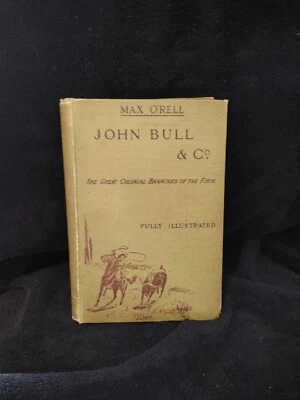 MAX O'RELL
JOHN BULL
& Co
THE GREAT COLONIAL BRANCHES OF THE FIRM
FULLY ILLUSTRATED